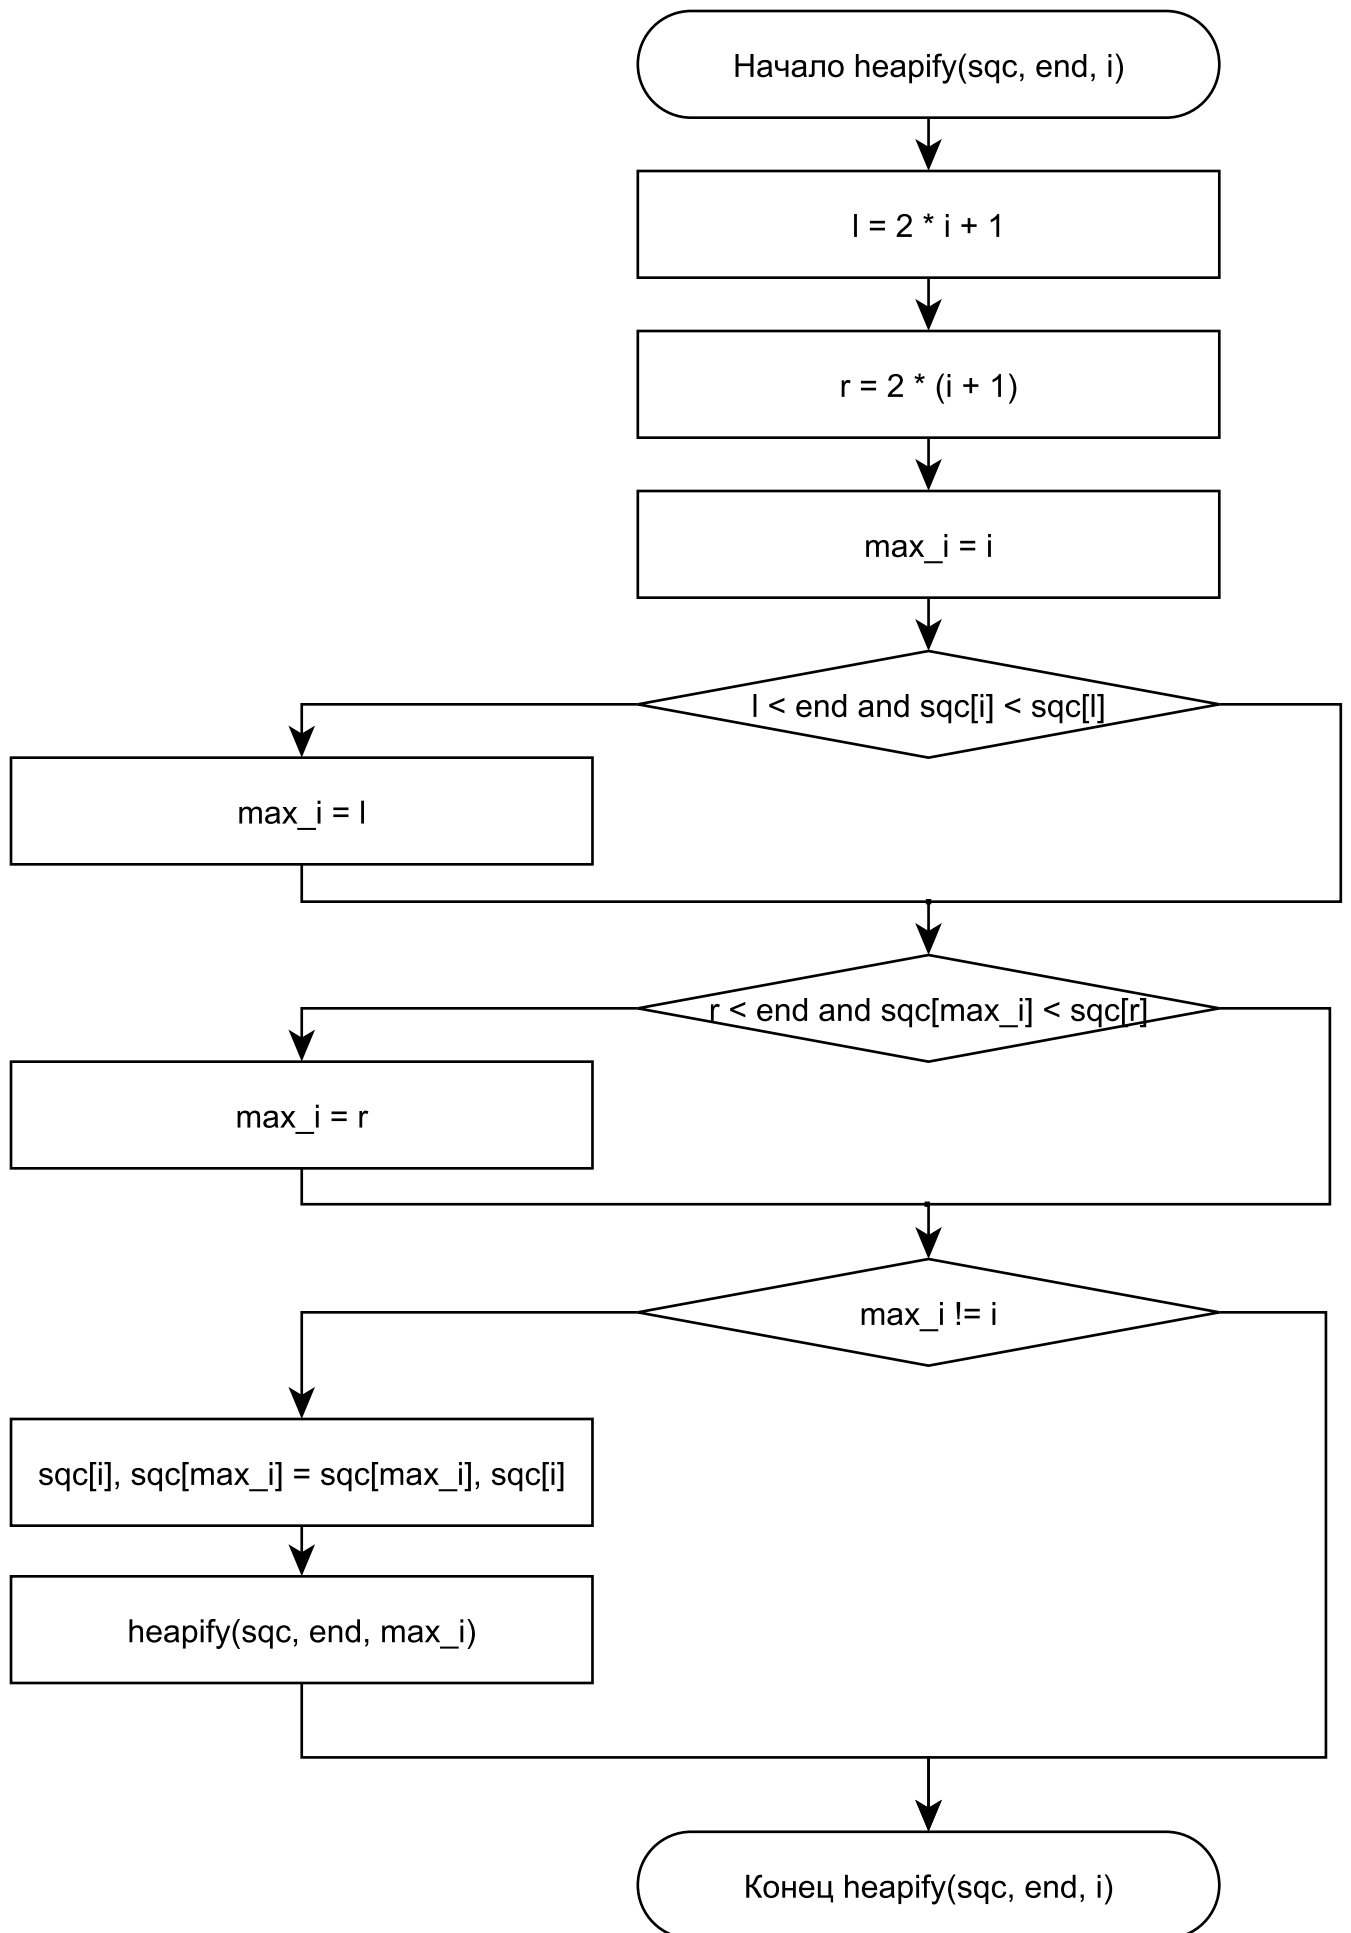 Начало heapify(sqc, end, i)
l = 2 * i + 1
r = 2 * (i + 1)
max_i = i
l < end and sqc[i] < sqc[l]
max_i = l
r < end and sqc[max_i] < sqc[r]
max_i = r
max_i != i
sqc[i], sqc[max_i] = sqc[max_i], sqc[i]
heapify(sqc, end, max_i)
Конец heapify(sqc, end, i)